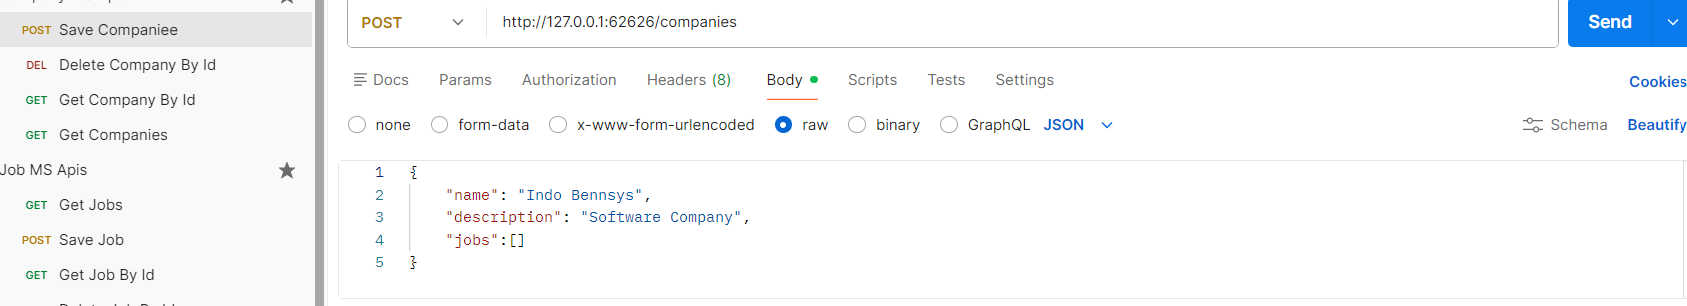 POST Save Companiee
DEL Delete Company By Id
GET Get Company By Id
GET Get Companies
Job MS Apis
GET Get Jobs
POST Save Job
GET Get Job By Id
POST http://127.0.0.1:62626/companies Send
Docs Params Authorization Headers (8) Body Scripts Tests Settings Cookies
none form-data x-www-form-urlencoded raw binary GraphQL JSON Schema Beautify
1 {
2 "name": "Indo Bennsys",
3 "description": "Software Company",
4 "jobs":[]
5 }